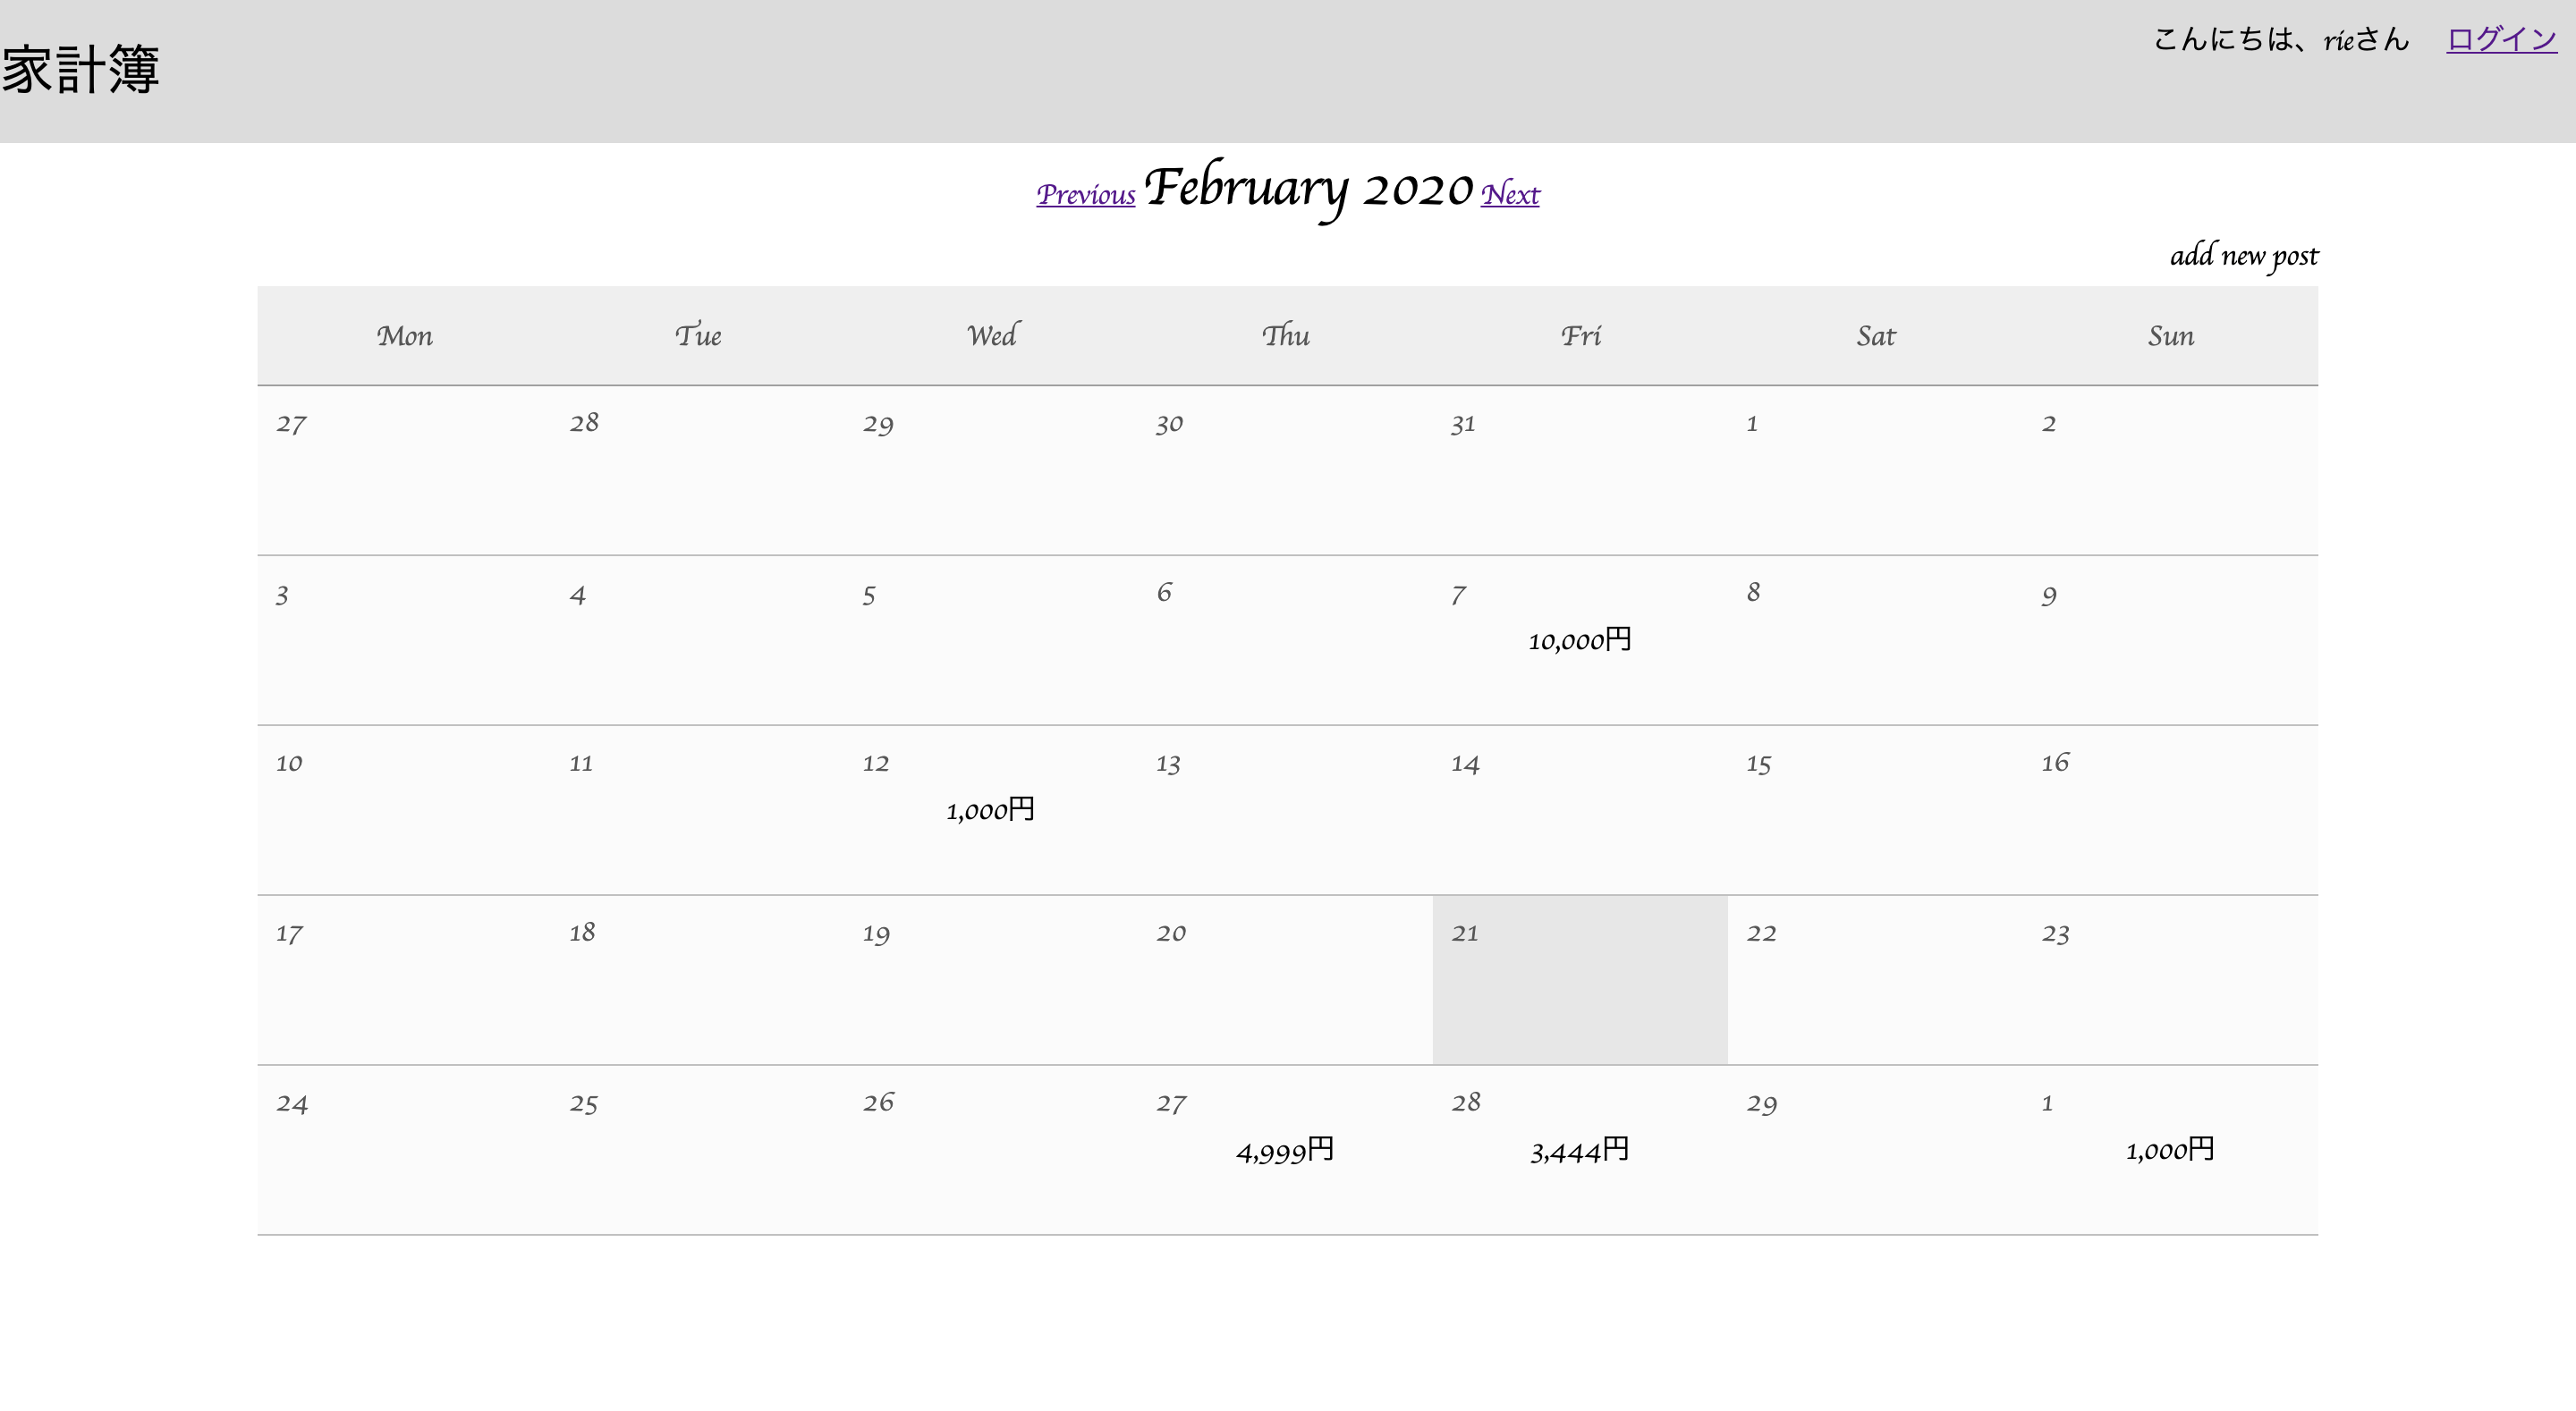 家計簿
こんにちは、rieさん ログイン
Previous February 2020 Next
add new post
Mon Tue Wed Thu Fri Sat Sun
27 28 29 30 31 1 2
3 4 5 6 7 8 9
10,000円
10 11 12 13 14 15 16
1,000円
17 18 19 20 21 22 23
24 25 26 27 28 29 1
4,999円 3,444円 1,000円